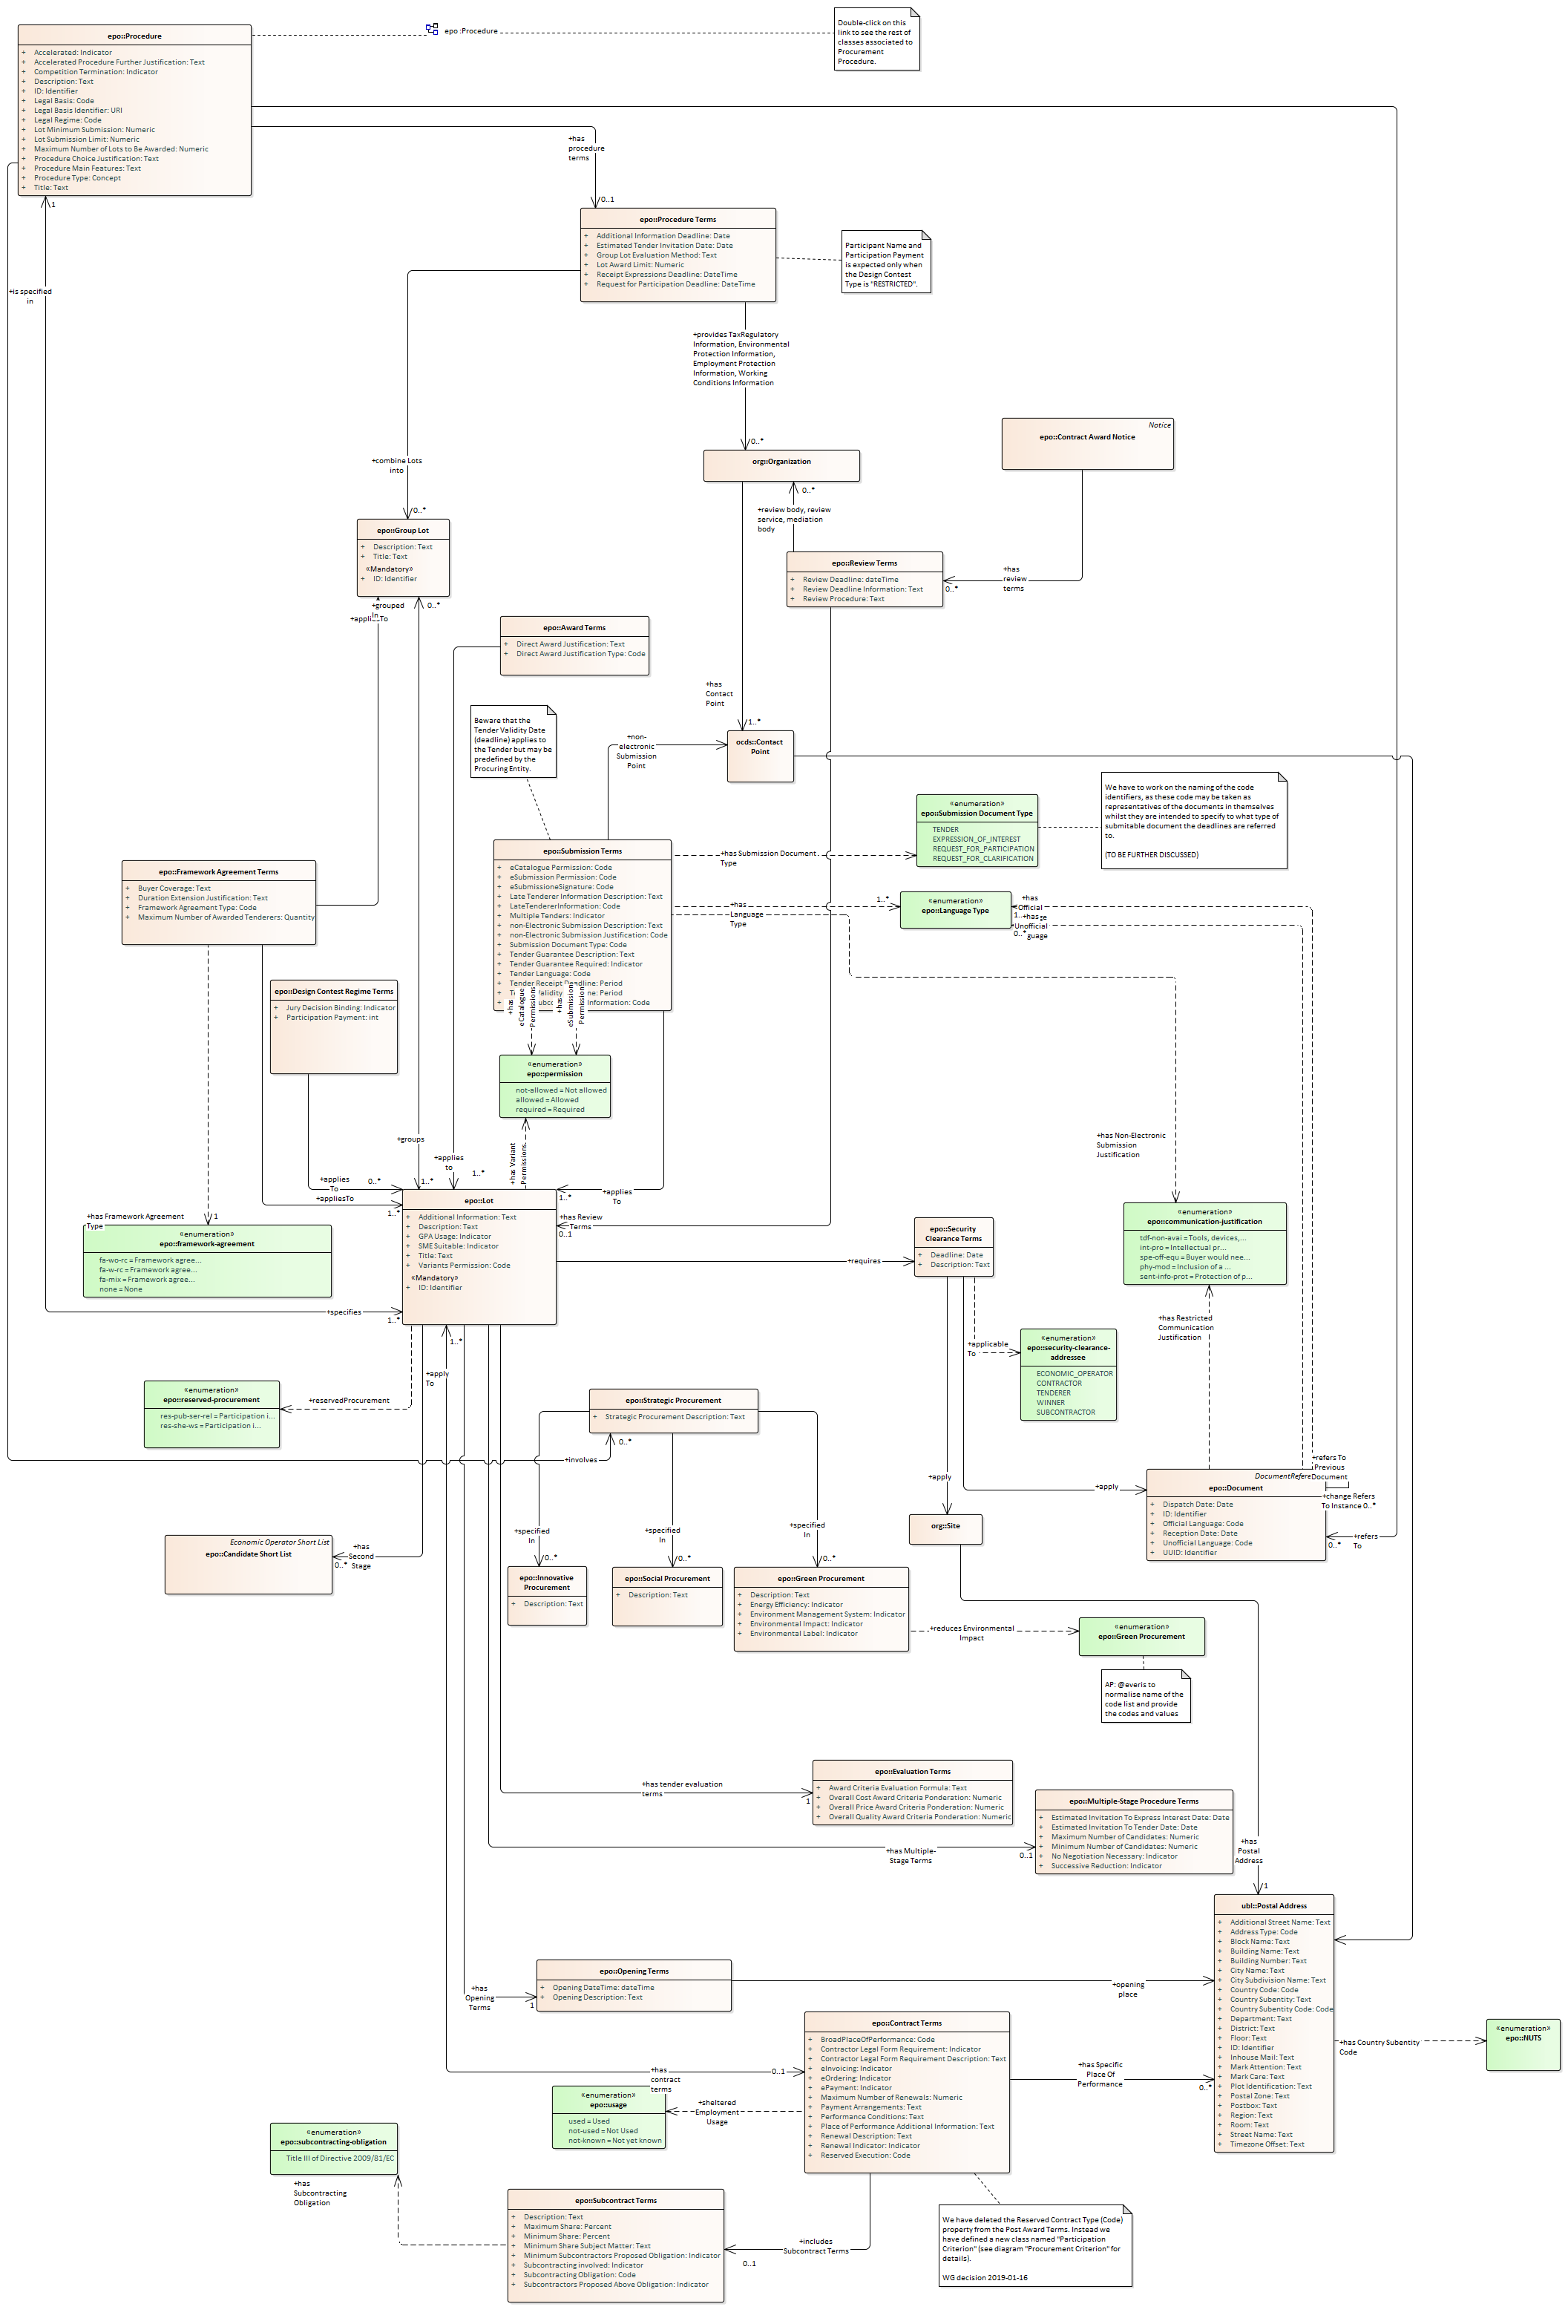 epo::Procedure
+ Accelerated: Indicator
+ Accelerated Procedure Further Justification: Text
+ Competition Termination: Indicator
+ Description: Text
+ ID: Identifier
+ Legal Basis: Code
+ Legal Basis Identifier: URI
+ Legal Regime: Code
+ Lot Minimum Submission: Numeric
+ Lot Submission Limit: Numeric
+ Maximum Number of Lots to Be Awarded: Numeric
+ Procedure Choice Justification: Text
+ Procedure Main Features: Text
+ Procedure Type: Concept
+ Title: Text
epo :Procedure
Double-click on this
link to see the rest of
classes associated to
Procurement
Procedure.
+has
procedure
terms
0..1
1
+is specified
in
epo::Procedure Terms
+ Additional Information Deadline: Date
+ Estimated Tender Invitation Date: Date
+ Group Lot Evaluation Method: Text
+ Lot Award Limit: Numeric
+ Receipt Expressions Deadline: DateTime
+ Request for Participation Deadline: DateTime
Participant Name and
Participation Payment
is expected only when
the Design Contest
Type is "RESTRICTED".
+provides TaxRegulatory
Information, Environmental
Protection Information,
Employment Protection
Information, Working
Conditions Information
0..*
+combine Lots
into
0..*
org::Organization
Notice
epo::Contract Award Notice
0..*
+review body, review
service, mediation
body
epo::Group Lot
+ Description: Text
+ Title: Text
«Mandatory»
+ ID: Identifier
epo::Review Terms
+ Review Deadline: dateTime
+ Review Deadline Information: Text
+ Review Procedure: Text
+has
review
terms
0..*
+grouped
In
0..*
epo::Award Terms
+ Direct Award Justification: Text
+ Direct Award Justification Type: Code
+has
Contact
Point
1..*
Beware that the
Tender Validity Date
(deadline) applies to
the Tender but may be
predefined by the
Procuring Entity.
+non-
electronic
Submission
Point
ocds::Contact
Point
We have to work on the naming of the code
identifiers, as these code may be taken as
representatives of the documents in themselves
whilst they are intended to specify to what type of
submitable document the deadlines are referred
to.
(TO BE FURTHER DISCUSSED)
«enumeration»
epo::Submission Document Type
TENDER
EXPRESSION_OF_INTEREST
REQUEST_FOR_PARTICIPATION
REQUEST_FOR_CLARIFICATION
epo::Submission Terms
+ eCatalogue Permission: Code
+ eSubmission Permission: Code
+ eSubmissioneSignature: Code
+ Late Tenderer Information Description: Text
+ LateTendererInformation: Code
+ Multiple Tenders: Indicator
+ non-Electronic Submission Description: Text
+ non-Electronic Submission Justification: Code
+ Submission Document Type: Code
+ Tender Guarantee Description: Text
+ Tender Guarantee Required: Indicator
+ Tender Language: Code
+ Tender Receipt Deadline: Period
+ Validity : Period
+ Information: Code
+has Submission Document
Type
+has
Language
Type
1..*
«enumeration»
epo::Language Type
+has
Official
1..*
+has
Unofficial
0..*
epo::Framework Agreement Terms
+ Buyer Coverage: Text
+ Duration Extension Justification: Text
+ Framework Agreement Type: Code
+ Maximum Number of Awarded Tenderers: Quantity
epo::Design Contest Regime Terms
+ Jury Decision Binding: Indicator
+ Participation Payment: int
+has
eCatalogue
Permissions
+has
eSubmission
Permission
«enumeration»
epo::permission
not-allowed = Not allowed
allowed = Allowed
required = Required
+has Variant
Permissions.
+has Non-Electronic
Submission
Justification
+groups
1..*
+applies
to
1..*
+applies
To
0..*
+appliesTo
1..*
+applies
To
1..*
+has Review
Terms
0..1
epo::Lot
+ Additional Information: Text
+ Description: Text
+ GPA Usage: Indicator
+ SME Suitable: Indicator
+ Title: Text
+ Variants Permission: Code
«Mandatory»
+ ID: Identifier
+has Framework Agreement
Type
1
«enumeration»
epo::framework-agreement
fa-wo-rc = Framework agree...
fa-w-rc = Framework agree...
fa-mix = Framework agree...
none = None
+specifies
1..*
+requires
epo::Security
Clearance Terms
+ Deadline: Date
+ Description: Text
«enumeration»
epo::communication-justification
tdf-non-avai = Tools, devices,...
int-pro = Intellectual pr...
spe-off-equ = Buyer would nee...
phy-mod = Inclusion of a ...
sent-info-prot = Protection of p...
+has Restricted
Communication
Justification
+applicable
To
«enumeration»
epo::security-clearance-
addressee
ECONOMIC_OPERATOR
CONTRACTOR
TENDERER
WINNER
SUBCONTRACTOR
+apply
To
1..*
«enumeration»
epo::reserved-procurement
res-pub-ser-rel = Participation i...
res-she-ws = Participation i...
+reservedProcurement
epo::Strategic Procurement
+ Strategic Procurement Description: Text
+involves
0..*
+apply
+apply
epo::Document
+ Dispatch Date: Date
+ ID: Identifier
+ Official Language: Code
+ Reception Date: Date
+ Unofficial Language: Code
+ UUID: Identifier
+refers To
Previous
Document
+change Refers
To Instance 0..*
+refers
To
0..*
org::Site
Economic Operator Short List
epo::Candidate Short List
+has
Second
Stage
0..*
+specified
In
0..*
+specified
In
0..*
+specified
In
0..*
epo::Innovative
Procurement
+ Description: Text
epo::Social Procurement
+ Description: Text
epo::Green Procurement
+ Description: Text
+ Energy Efficiency: Indicator
+ Environment Management System: Indicator
+ Environmental Impact: Indicator
+ Environmental Label: Indicator
+reduces Environmental
Impact
«enumeration»
epo::Green Procurement
AP: @everis to
normalise name of the
code list and provide
the codes and values
+has tender evaluation
terms
1
epo::Evaluation Terms
+ Award Criteria Evaluation Formula: Text
+ Overall Cost Award Criteria Ponderation: Numeric
+ Overall Price Award Criteria Ponderation: Numeric
+ Overall Quality Award Criteria Ponderation: Numeric
+has Multiple-
Stage Terms
0..1
epo::Multiple-Stage Procedure Terms
+ Estimated Invitation To Express Interest Date: Date
+ Estimated Invitation To Tender Date: Date
+ Maximum Number of Candidates: Numeric
+ Minimum Number of Candidates: Numeric
+ No Negotiation Necessary: Indicator
+ Successive Reduction: Indicator
+has
Postal
Address
1
ubl::Postal Address
+ Additional Street Name: Text
+ Address Type: Code
+ Block Name: Text
+ Building Name: Text
+ Building Number: Text
+ City Name: Text
+ City Subdivision Name: Text
+ Country Code: Code
+ Country Subentity: Text
+ Country Subentity Code: Code
+ Department: Text
+ District: Text
+ Floor: Text
+ ID: Identifier
+ Inhouse Mail: Text
+ Mark Attention: Text
+ Mark Care: Text
+ Plot Identification: Text
+ Postal Zone: Text
+ Postbox: Text
+ Region: Text
+ Room: Text
+ Street Name: Text
+ Timezone Offset: Text
+has
Opening
Terms
1
epo::Opening Terms
+ Opening DateTime: dateTime
+ Opening Description: Text
+opening
place
+has Country Subentity
Code
«enumeration»
epo::NUTS
+has
contract
terms
0..1
epo::Contract Terms
+ BroadPlaceOfPerformance: Code
+ Contractor Legal Form Requirement: Indicator
+ Contractor Legal Form Requirement Description: Text
+ eInvoicing: Indicator
+ eOrdering: Indicator
+ ePayment: Indicator
+ Maximum Number of Renewals: Numeric
+ Payment Arrangements: Text
+ Performance Conditions: Text
+ Place of Performance Additional Information: Text
+ Renewal Description: Text
+ Renewal Indicator: Indicator
+ Reserved Execution: Code
+has Specific
Place Of
Performance
0..*
«enumeration»
epo::usage
used = Used
not-used = Not Used
not-known = Not yet known
+sheltered
Employment
Usage
«enumeration»
epo::subcontracting-obligation
Title III of Directive 2009/81/EC
+has
Subcontracting
Obligation
epo::Subcontract Terms
+ Description: Text
+ Maximum Share: Percent
+ Minimum Share: Percent
+ Minimum Share Subject Matter: Text
+ Minimum Subcontractors Proposed Obligation: Indicator
+ Subcontracting involved: Indicator
+ Subcontracting Obligation: Code
+ Subcontractors Proposed Above Obligation: Indicator
+includes
Subcontract Terms
0..1
We have deleted the Reserved Contract Type (Code)
property from the Post Award Terms. Instead we
have defined a new class named "Participation
Criterion" (see diagram "Procurement Criterion" for
details).
WG decision 2019-01-16